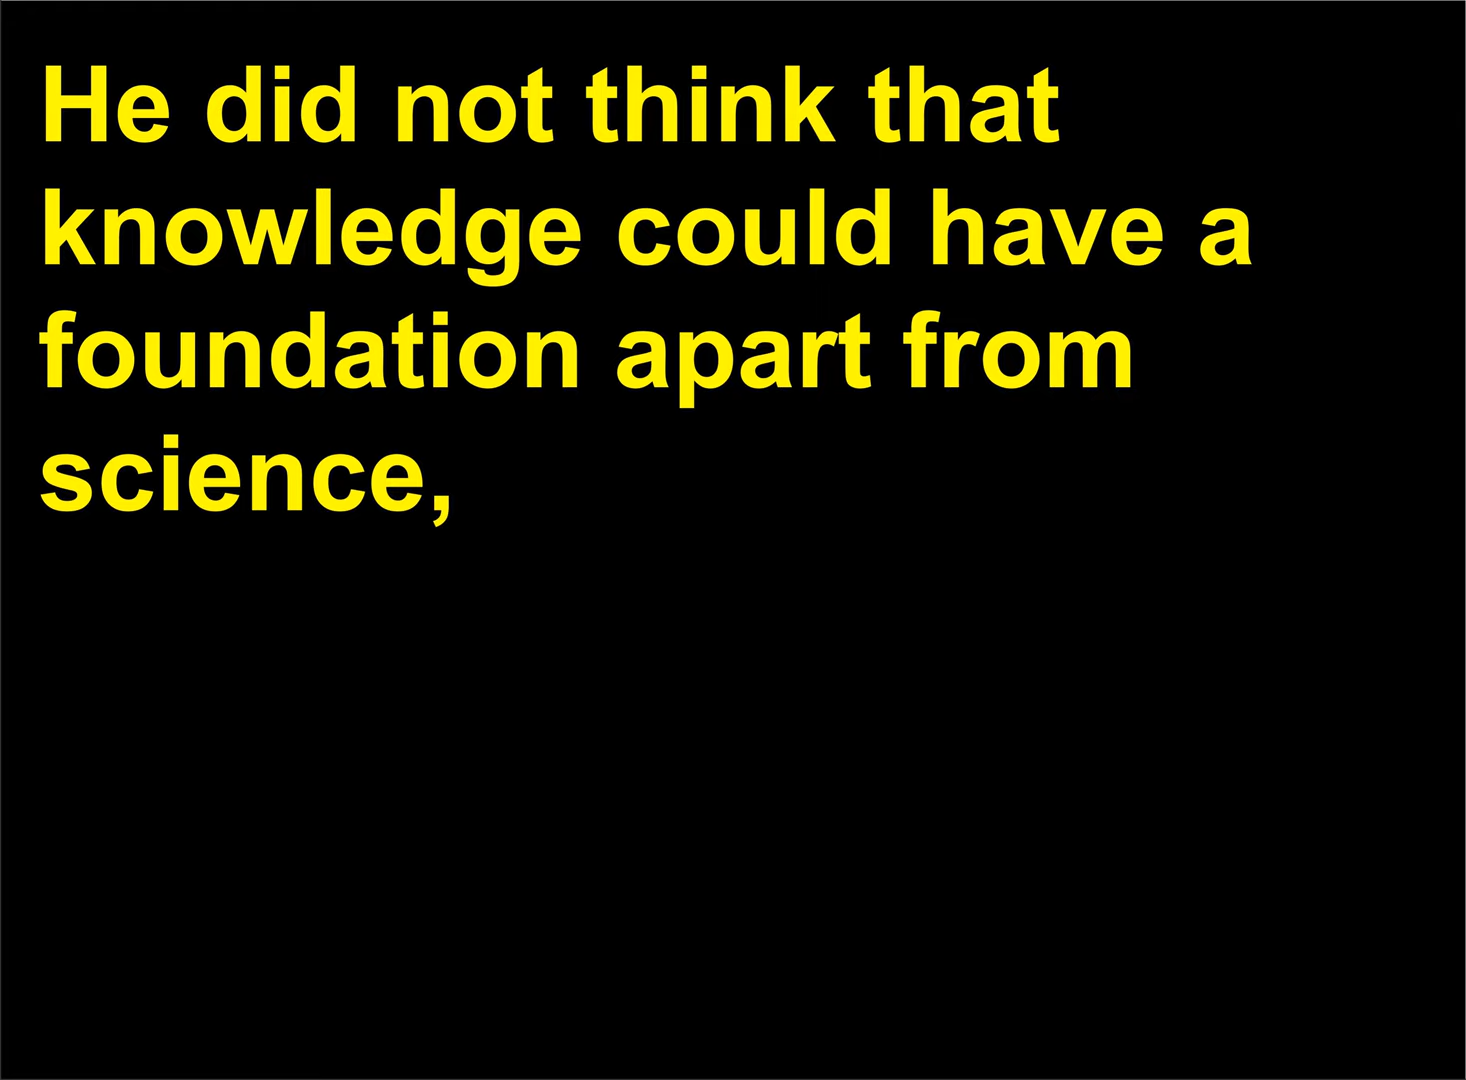 He did not think that
knowledge could have a
foundation apart from
science,